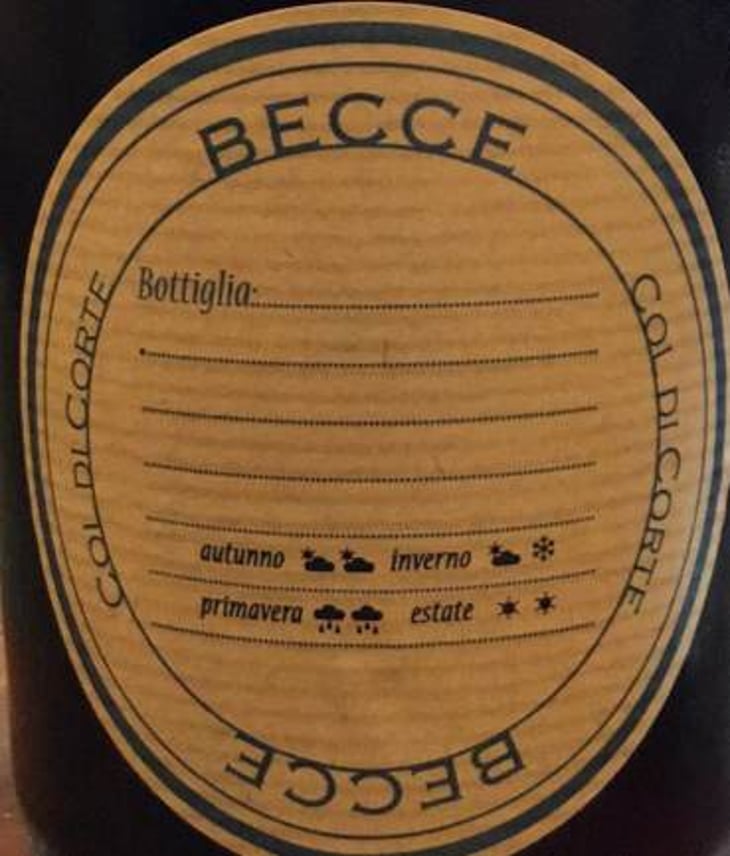 BECCE
COL DI CORTE
COL DI CORTE
Bottiglia:
autunno inverno
primavera estate
BECCE